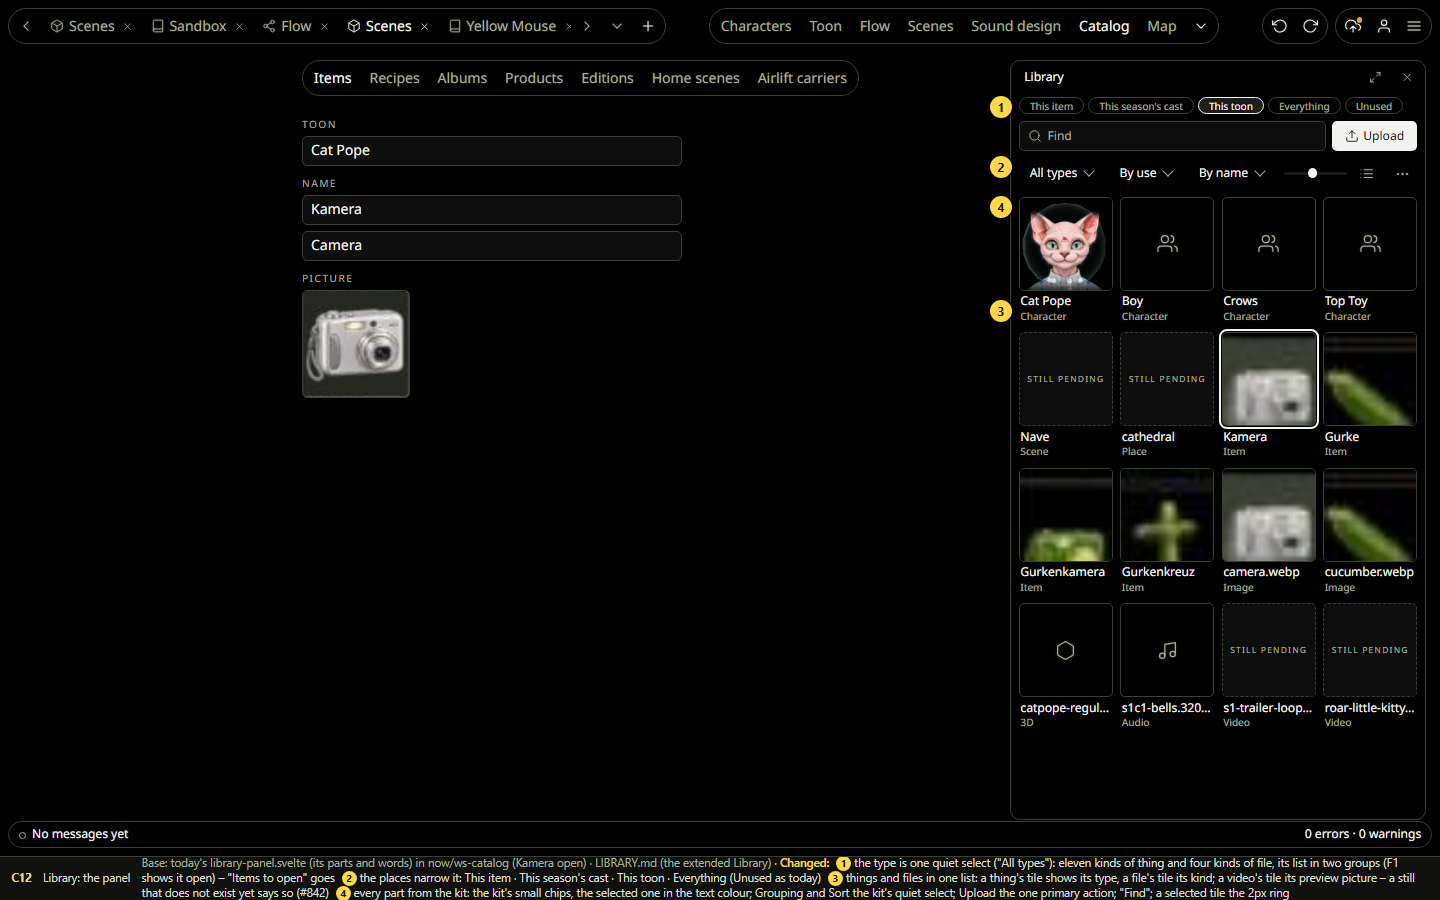 Scenes × Sandbox × Flow × Scenes × Yellow Mouse ×
Characters Toon Flow Scenes Sound design Catalog Map
Items Recipes Albums Products Editions Home scenes Airlift carriers
TOON
Cat Pope
NAME
Kamera
Camera
PICTURE
Library
1 This item This season's cast This toon Everything Unused
Find Upload
2 All types By use By name
4
Cat Pope Boy Crows Top Toy
3 Character Character Character Character
STILL PENDING STILL PENDING
Nave cathedral Kamera Gurke
Scene Place Item Item
Gurkenkamera Gurkenkreuz camera.webp cucumber.webp
Item Item Image Image
STILL PENDING STILL PENDING
catpope-regul... s1c1-bells.320... s1-trailer-loop... roar-little-kitty...
3D Audio Video Video
No messages yet 0 errors · 0 warnings
Base: today's library-panel.svelte (its parts and words) in now/ws-catalog (Kamera open) · LIBRARY.md (the extended Library) · Changed: 1 the type is one quiet select ("All types"): eleven kinds of thing and four kinds of file, its list in two groups (F1
C12 Library: the panel shows it open) – "Items to open" goes 2 the places narrow it: This item · This season's cast · This toon · Everything (Unused as today) 3 things and files in one list: a thing's tile shows its type, a file's tile its kind; a video's tile its preview picture – a still
that does not exist yet says so (#842) 4 every part from the kit: the kit's small chips, the selected one in the text colour; Grouping and Sort the kit's quiet select; Upload the one primary action; "Find"; a selected tile the 2px ring